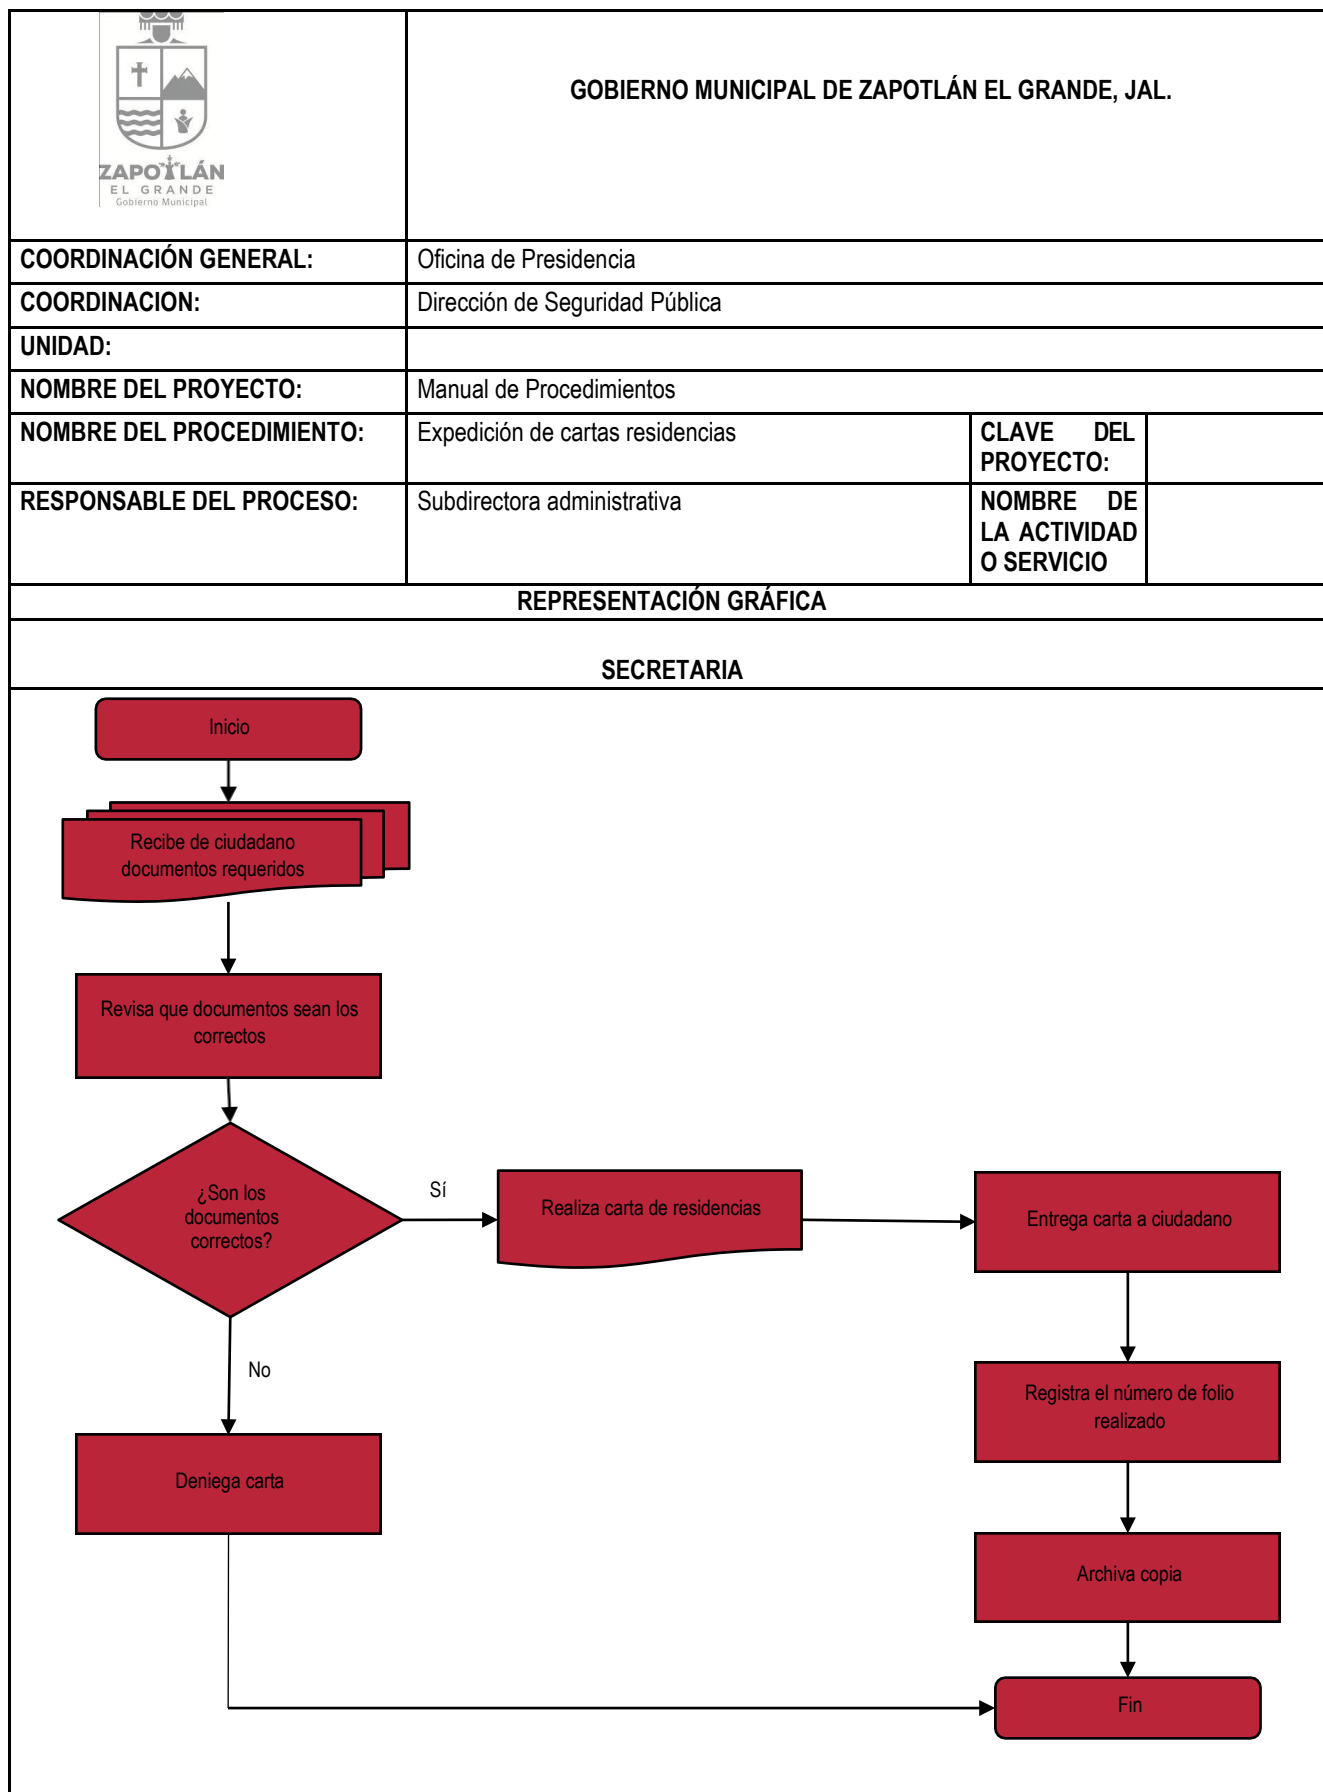 ZAPOTLÁN
EL GRANDE
Gobierno Municipal
GOBIERNO MUNICIPAL DE ZAPOTLÁN EL GRANDE, JAL.
COORDINACIÓN GENERAL:
Oficina de Presidencia
COORDINACION:
Dirección de Seguridad Pública
UNIDAD:
NOMBRE DEL PROYECTO:
Manual de Procedimientos
NOMBRE DEL PROCEDIMIENTO:
Expedición de cartas residencias
CLAVE DEL
PROYECTO:
RESPONSABLE DEL PROCESO:
Subdirectora administrativa
NOMBRE DE
LA ACTIVIDAD
O SERVICIO
REPRESENTACIÓN GRÁFICA
SECRETARIA
Inicio
Recibe de ciudadano
documentos requeridos
Revisa que documentos sean los
correctos
¿Son los
documentos
correctos?
Sí
Realiza carta de residencias
Entrega carta a ciudadano
No
Registra el número de folio
realizado
Deniega carta
Archiva copia
Fin